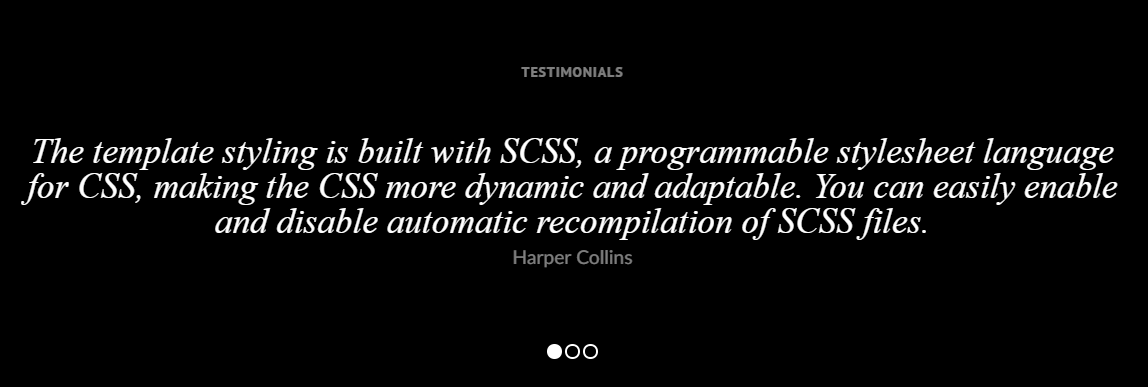 TESTIMONIALS
The template styling is built with SCSS, a programmable stylesheet language
for CSS, making the CSS more dynamic and adaptable. You can easily enable
and disable automatic recompilation of SCSS files.
Harper Collins